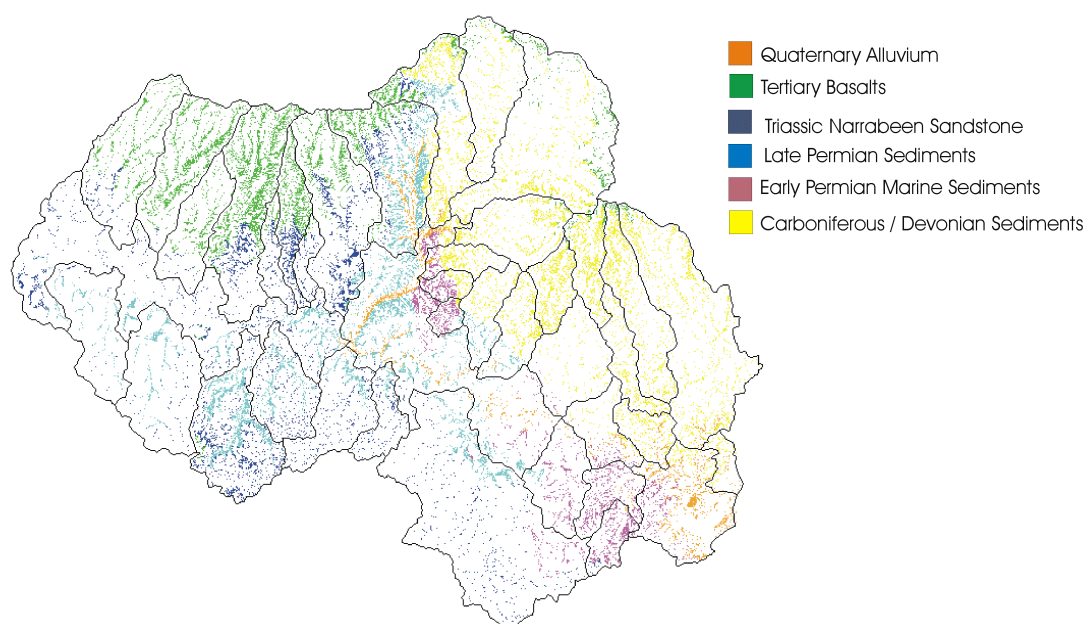 Quaternary Alluvium
Tertiary Basalts
Triassic Narrabeen Sandstone
Late Permian Sediments
Early Permian Marine Sediments
Carboniferous / Devonian Sediments